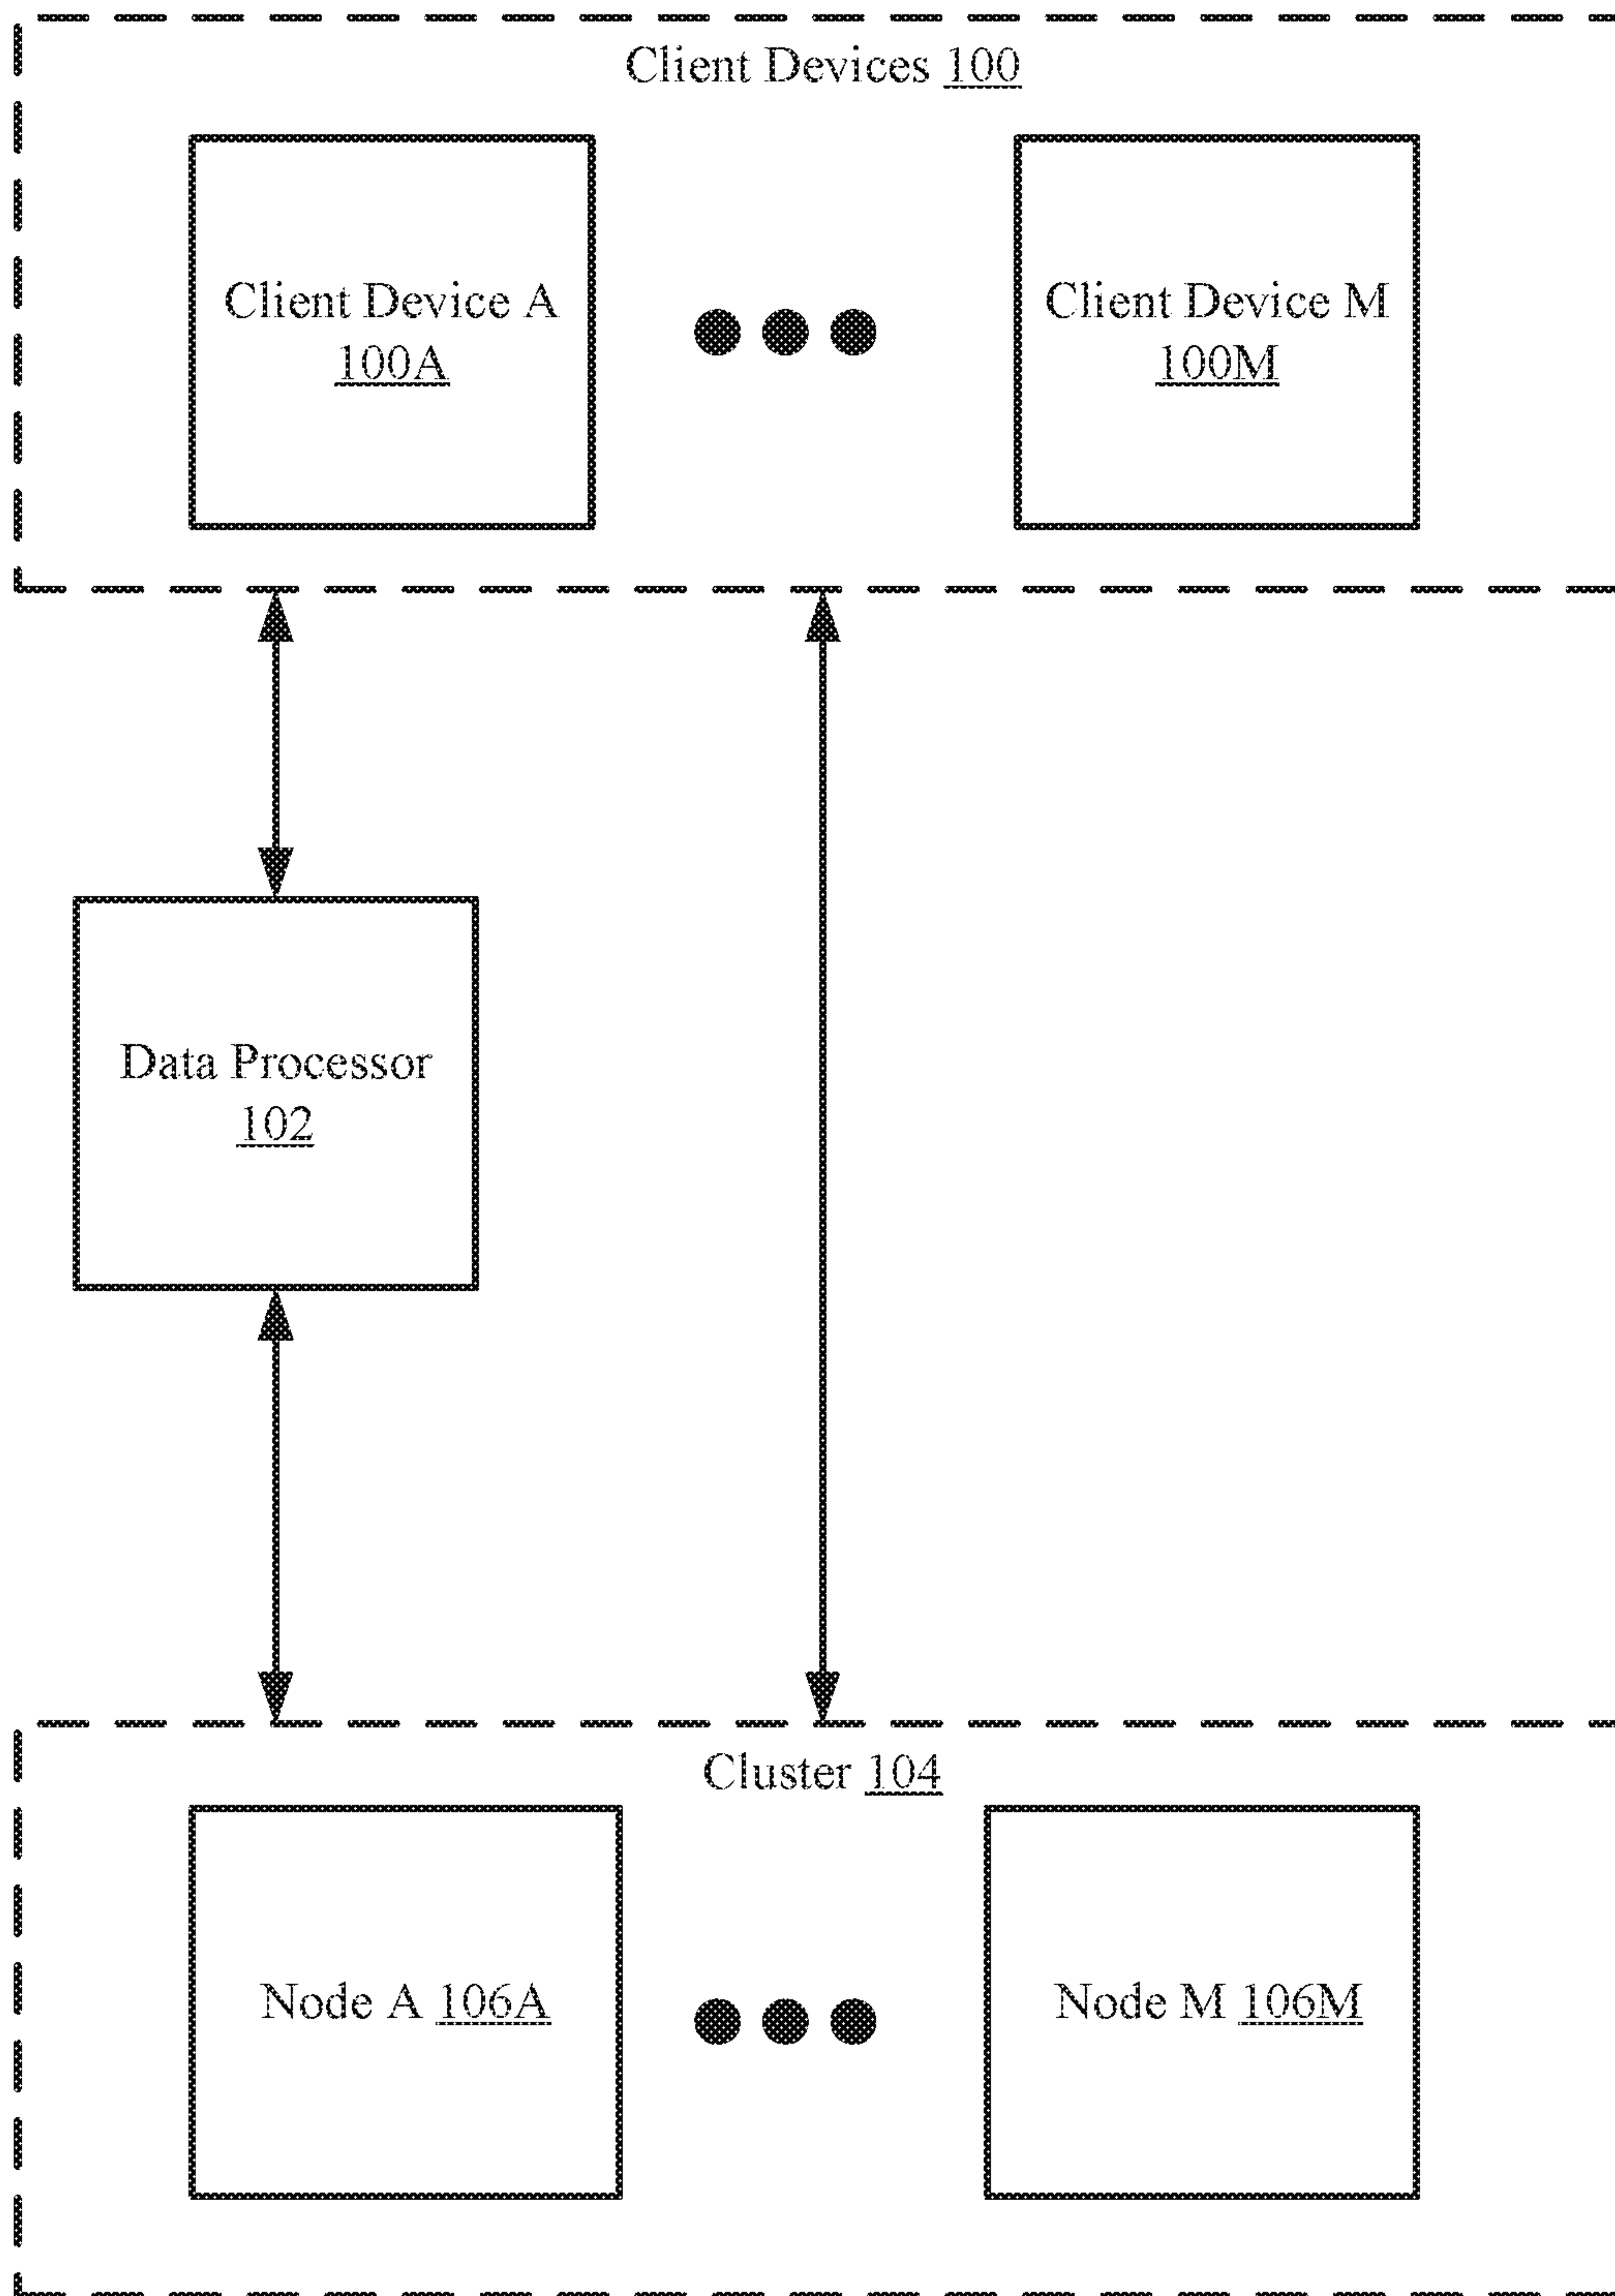 Client Devices 100
Client Device A
100A
Client Device M
100M
Data Processor
102
Cluster 104
Node A 106A
Node M 106M